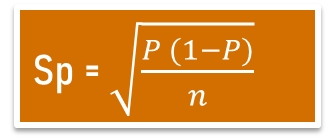 Sp = √(P (1−P) / n)